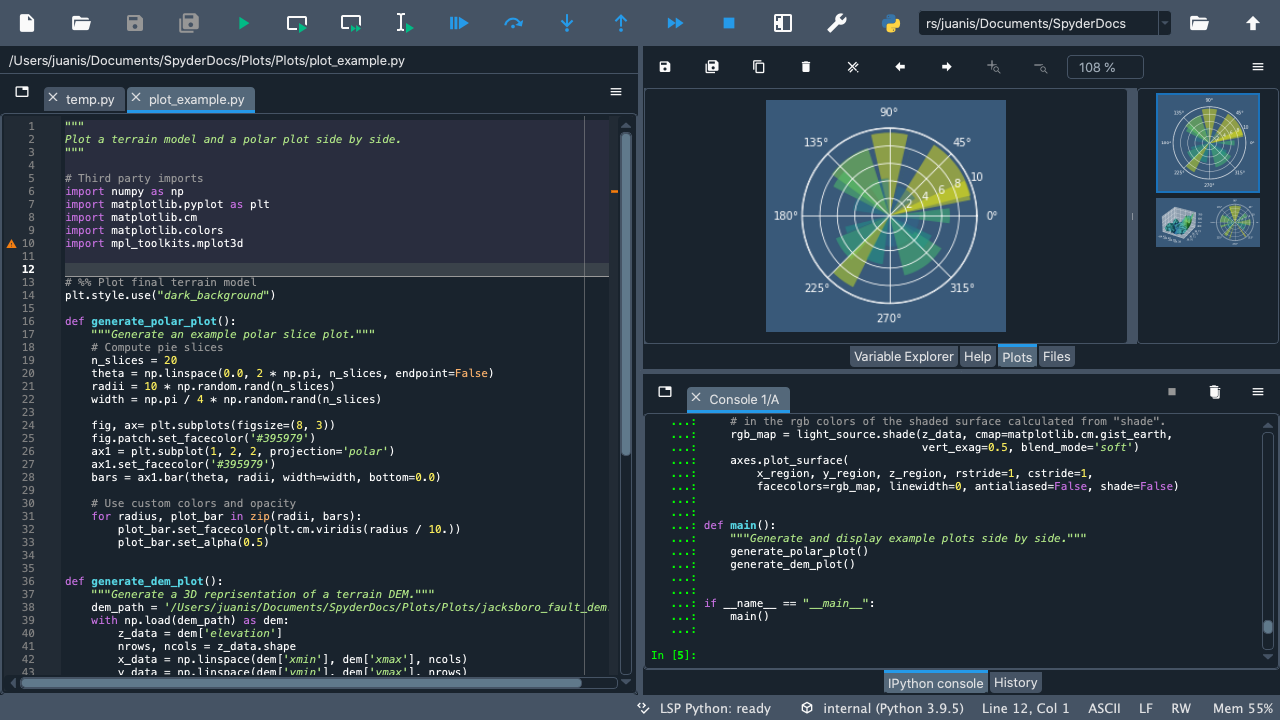 rs/juanis/Documents/SpyderDocs
/Users/juanis/Documents/SpyderDocs/Plots/Plots/plot_example.py
temp.py
plot_example.py
1 """
2 Plot a terrain model and a polar plot side by side.
3 """
4
5 # Third party imports
6 import numpy as np
7 import matplotlib.pyplot as plt
8 import matplotlib.cm
9 import matplotlib.colors
10 import mpl_toolkits.mplot3d
11
12
13 # %% Plot final terrain model
14 plt.style.use("dark_background")
15
16 def generate_polar_plot():
17 """Generate an example polar slice plot."""
18 # Compute pie slices
19 n_slices = 20
20 theta = np.linspace(0.0, 2 * np.pi, n_slices, endpoint=False)
21 radii = 10 * np.random.rand(n_slices)
22 width = np.pi / 4 * np.random.rand(n_slices)
23
24 fig, ax= plt.subplots(figsize=(8, 3))
25 fig.patch.set_facecolor('#395979')
26 ax1 = plt.subplot(1, 2, 2, projection='polar')
27 ax1.set_facecolor('#395979')
28 bars = ax1.bar(theta, radii, width=width, bottom=0.0)
29
30 # Use custom colors and opacity
31 for radius, plot_bar in zip(radii, bars):
32 plot_bar.set_facecolor(plt.cm.viridis(radius / 10.))
33 plot_bar.set_alpha(0.5)
34
35
36 def generate_dem_plot():
37 """Generate a 3D reprisentation of a terrain DEM."""
38 dem_path = '/Users/juanis/Documents/SpyderDocs/Plots/Plots/jacksboro_fault_dem.
39 with np.load(dem_path) as dem:
40 z_data = dem['elevation']
41 nrows, ncols = z_data.shape
42 x_data = np.linspace(dem['xmin'], dem['xmax'], ncols)
43 y_data = np.linspace(dem['ymin'], dem['ymax'], nrows)
108 %
90°
135°
45°
10
8
6
4
2
180°
0°
225°
315°
270°
90°
135°
45°
10
180°
0°
225°
315°
270°
Variable Explorer
Help
Plots
Files
Console 1/A
...: # in the rgb colors of the shaded surface calculated from "shade".
...: rgb_map = light_source.shade(z_data, cmap=matplotlib.cm.gist_earth,
...: vert_exag=0.5, blend_mode='soft')
...: axes.plot_surface(
...: x_region, y_region, z_region, rstride=1, cstride=1,
...: facecolors=rgb_map, linewidth=0, antialiased=False, shade=False)
...:
...:
...: def main():
...: """Generate and display example plots side by side."""
...: generate_polar_plot()
...: generate_dem_plot()
...:
...:
...: if __name__ == "__main__":
...: main()
...:
In [5]:
IPython console
History
LSP Python: ready
internal (Python 3.9.5)
Line 12, Col 1
ASCII
LF
RW
Mem 55%